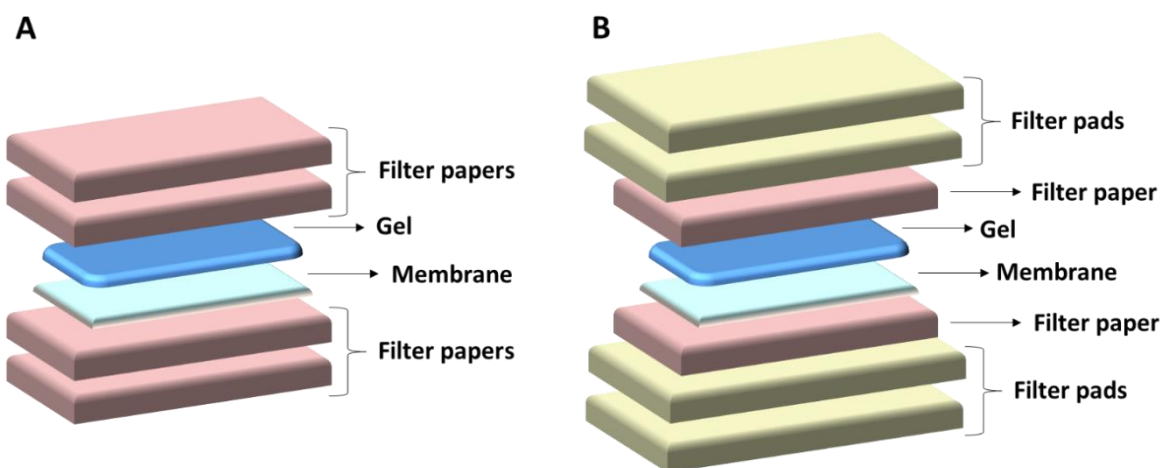 A
Filter papers
Gel
Membrane
Filter papers
B
Filter pads
Filter paper
Gel
Membrane
Filter paper
Filter pads